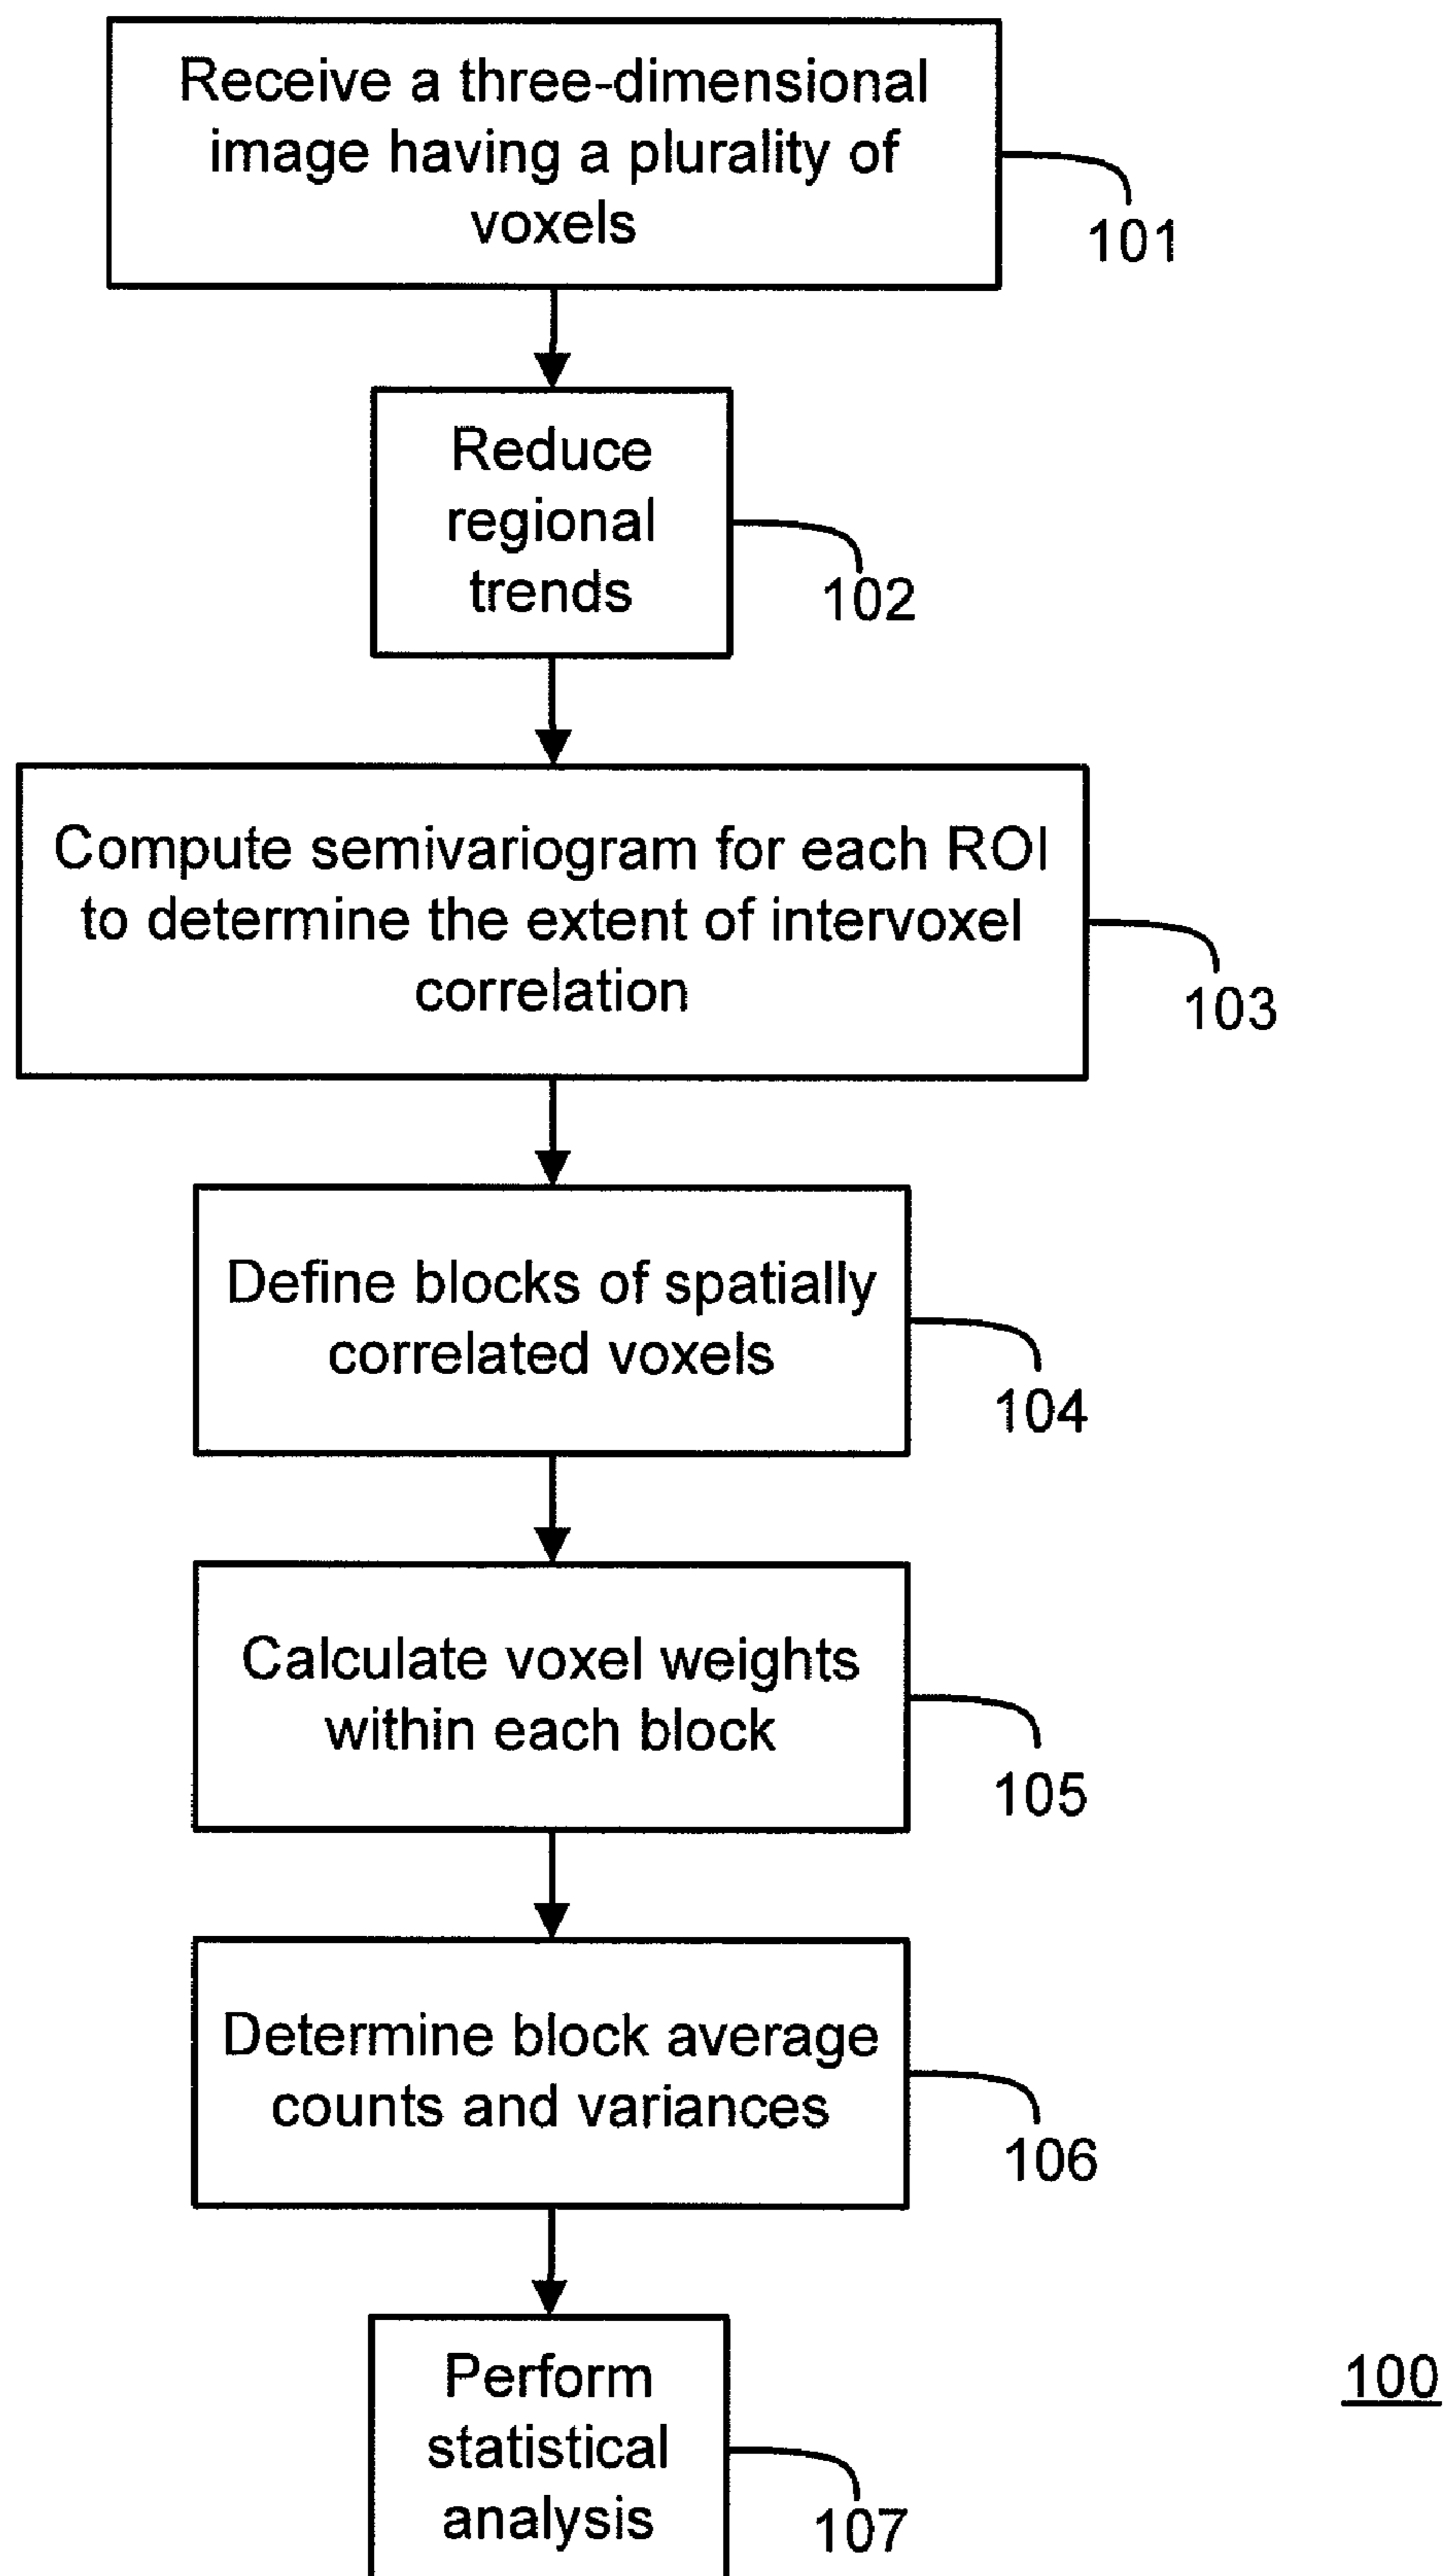 Receive a three-dimensional
image having a plurality of
voxels
101
Reduce
regional
trends
102
Compute semivariogram for each ROI
to determine the extent of intervoxel
correlation
103
Define blocks of spatially
correlated voxels
104
Calculate voxel weights
within each block
105
Determine block average
counts and variances
106
Perform
statistical
analysis
107
100